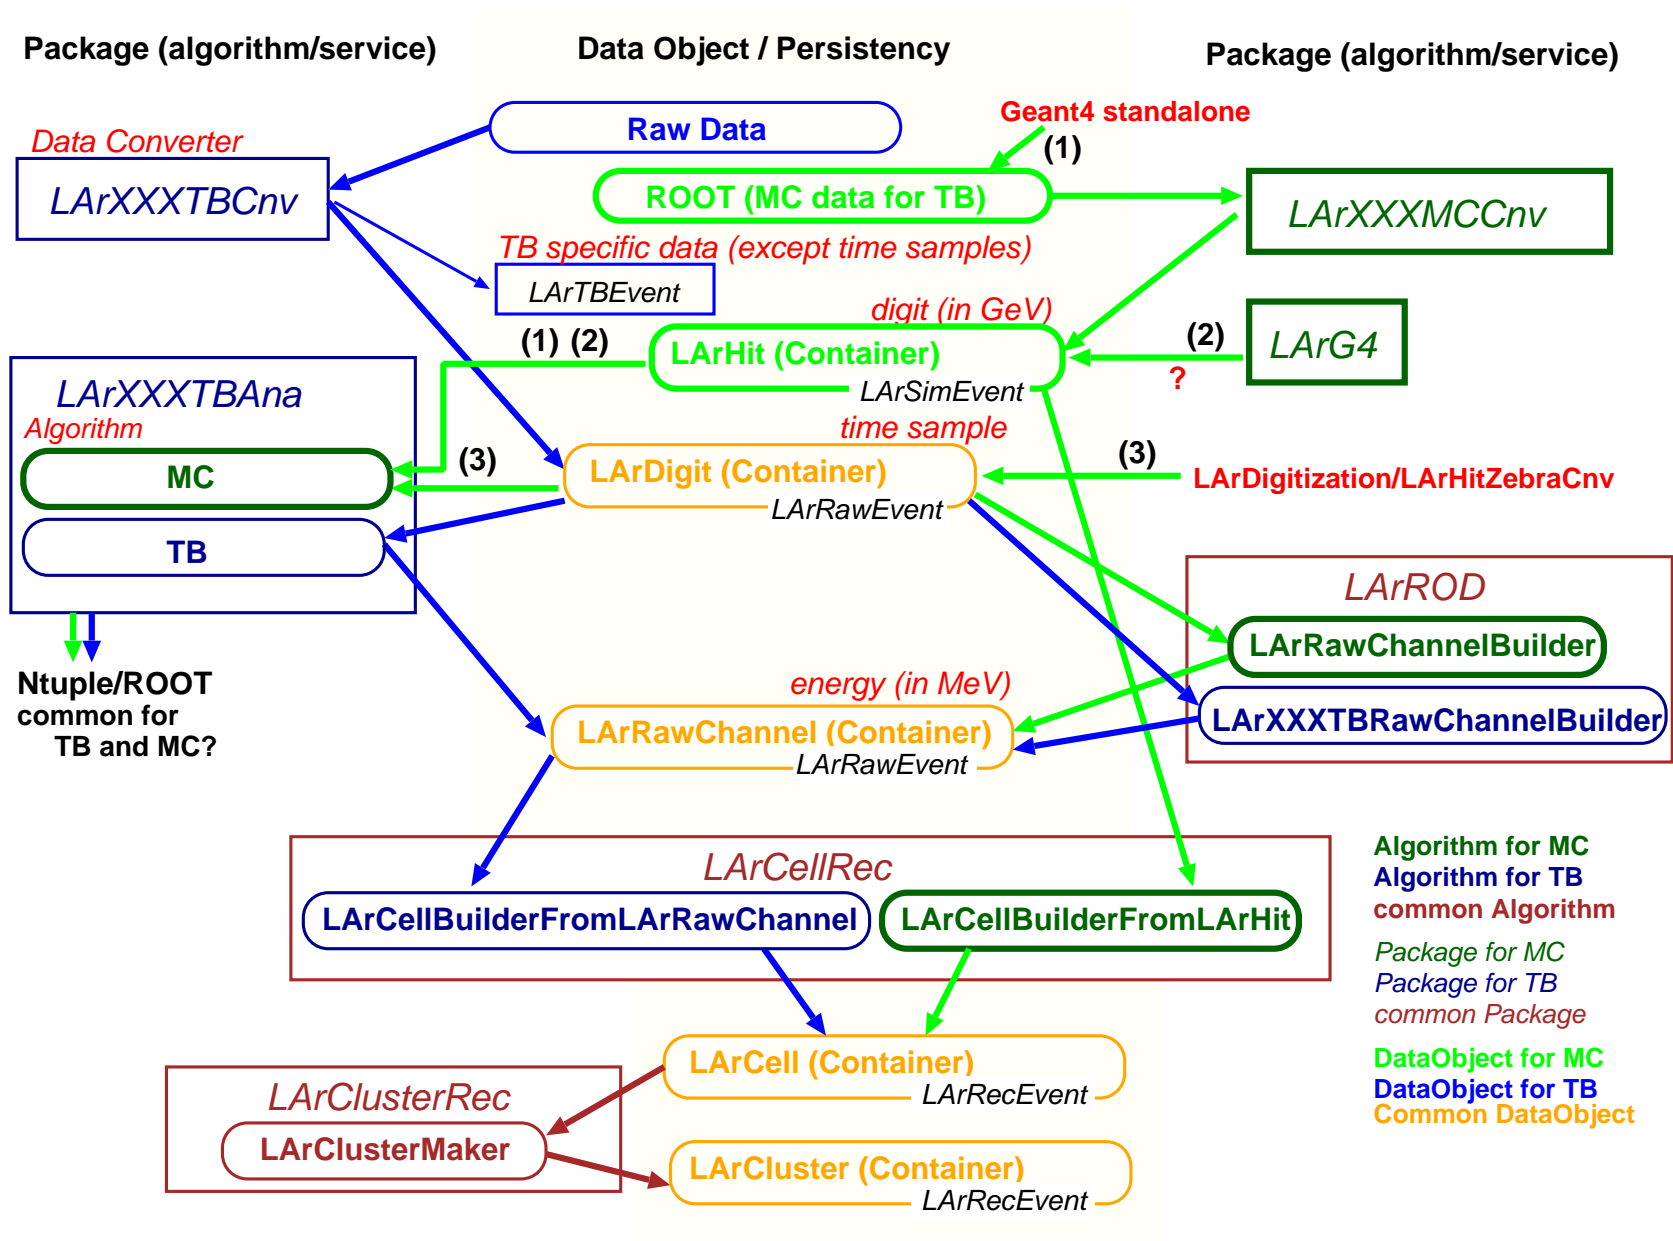 Package (algorithm/service)
Data Object / Persistency
Package (algorithm/service)
Geant4 standalone
Raw Data
Data Converter
(1)
LArXXXTBCnv
ROOT (MC data for TB)
LArXXXMCCnv
TB specific data (except time samples)
LArTBEvent
digit (in GeV)
(1) (2)
LArHit (Container)
(2)
LArG4
?
LArSimEvent
LArXXXTBAna
Algorithm
time sample
MC
(3)
LArDigit (Container)
(3)
LArDigitization/LArHitZebraCnv
LArRawEvent
TB
LArROD
LArRawChannelBuilder
Ntuple/ROOT
common for
TB and MC?
energy (in MeV)
LArRawChannel (Container)
LArXXXTBRawChannelBuilder
LArRawEvent
LArCellRec
LArCellBuilderFromLArRawChannel
LArCellBuilderFromLArHit
Algorithm for MC
Algorithm for TB
common Algorithm
Package for MC
Package for TB
common Package
DataObject for MC
DataObject for TB
Common DataObject
LArCell (Container)
LArRecEvent
LArClusterRec
LArClusterMaker
LArCluster (Container)
LArRecEvent